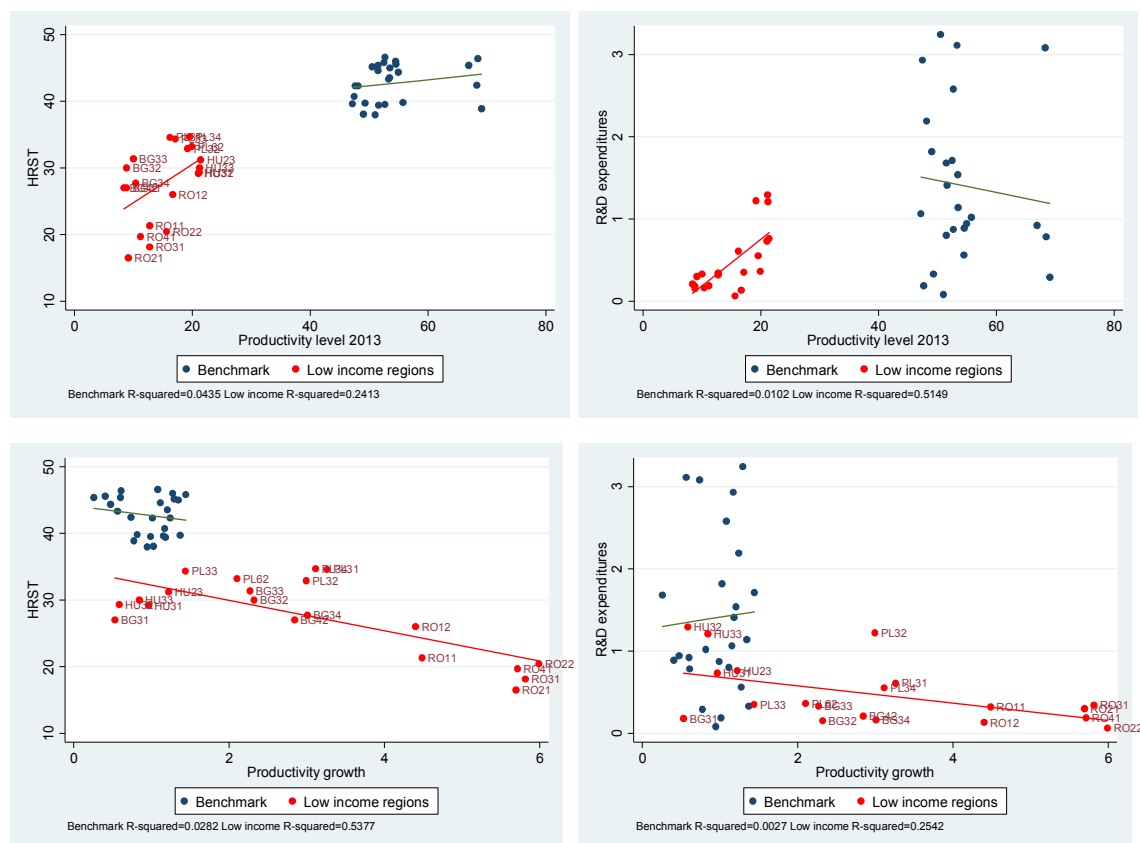 HRST
50
40
30
20
10
PL34
PL62
PL32
BG33
BG32
HU23
HU33
HU32
BG34
RO12
RO11
RO22
RO41
RO31
RO21
0 20 40 60 80
Productivity level 2013
Benchmark Low income regions
Benchmark R-squared=0.0435 Low income R-squared=0.2413
R&D expenditures
3
2
1
0
0 20 40 60 80
Productivity level 2013
Benchmark Low income regions
Benchmark R-squared=0.0102 Low income R-squared=0.5149
HRST
50
40
30
20
10
PL33
PL62
PL31
PL32
HU23
BG33
HU33
BG32
HU31
BG31
BG34
BG42
RO12
RO11
RO22
RO41
RO31
RO21
0 2 4 6
Productivity growth
Benchmark Low income regions
Benchmark R-squared=0.0282 Low income R-squared=0.5377
R&D expenditures
3
2
1
0
HU32
HU33
PL32
HU31
HU23
PL31
PL34
PL33
PL62
BG33
BG31
BG32
BG42
BG34
RO11
RO12
RO31
RO21
RO41
RO22
0 2 4 6
Productivity growth
Benchmark Low income regions
Benchmark R-squared=0.0027 Low income R-squared=0.2542